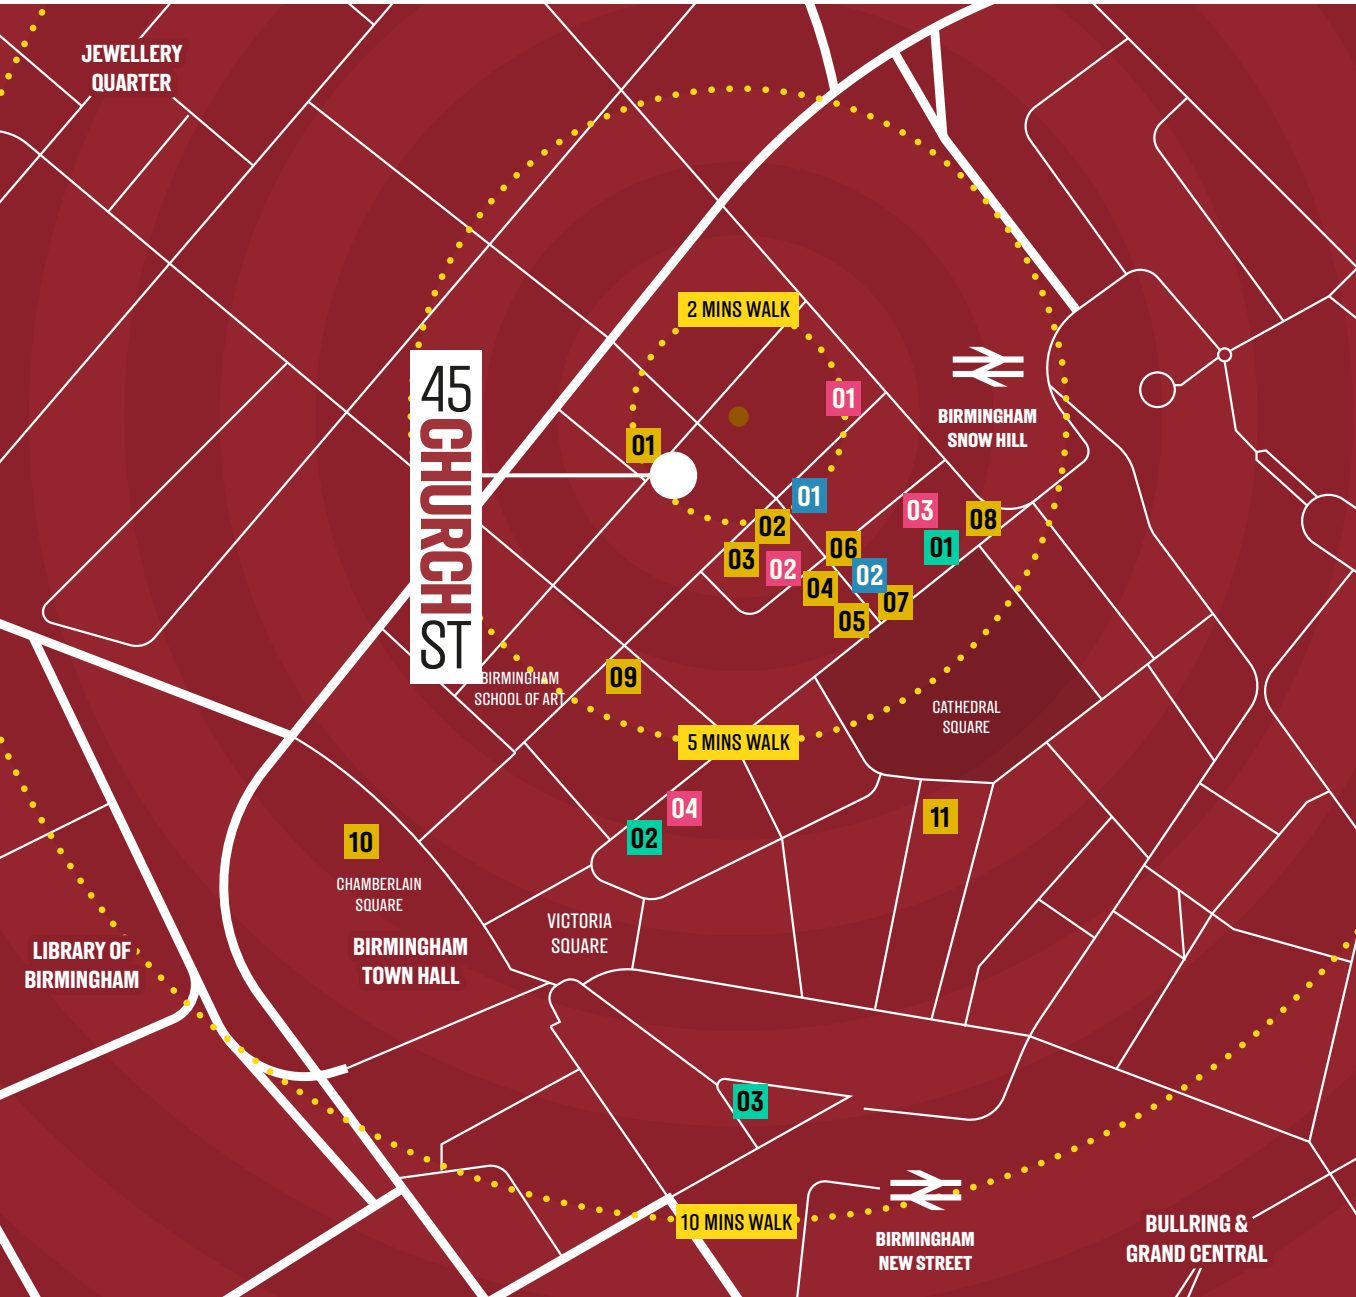 JEWELLERY
QUARTER
2 MINS WALK
45
CHURCH
ST
01
01
BIRMINGHAM
SNOW HILL
01
02
03
02
06
04
02
05
07
03
01
08
09
BIRMINGHAM
SCHOOL OF ART
CATHEDRAL
SQUARE
5 MINS WALK
04
02
11
10
CHAMBERLAIN
SQUARE
VICTORIA
SQUARE
LIBRARY OF
BIRMINGHAM
BIRMINGHAM
TOWN HALL
03
10 MINS WALK
BIRMINGHAM
NEW STREET
BULLRING &
GRAND CENTRAL